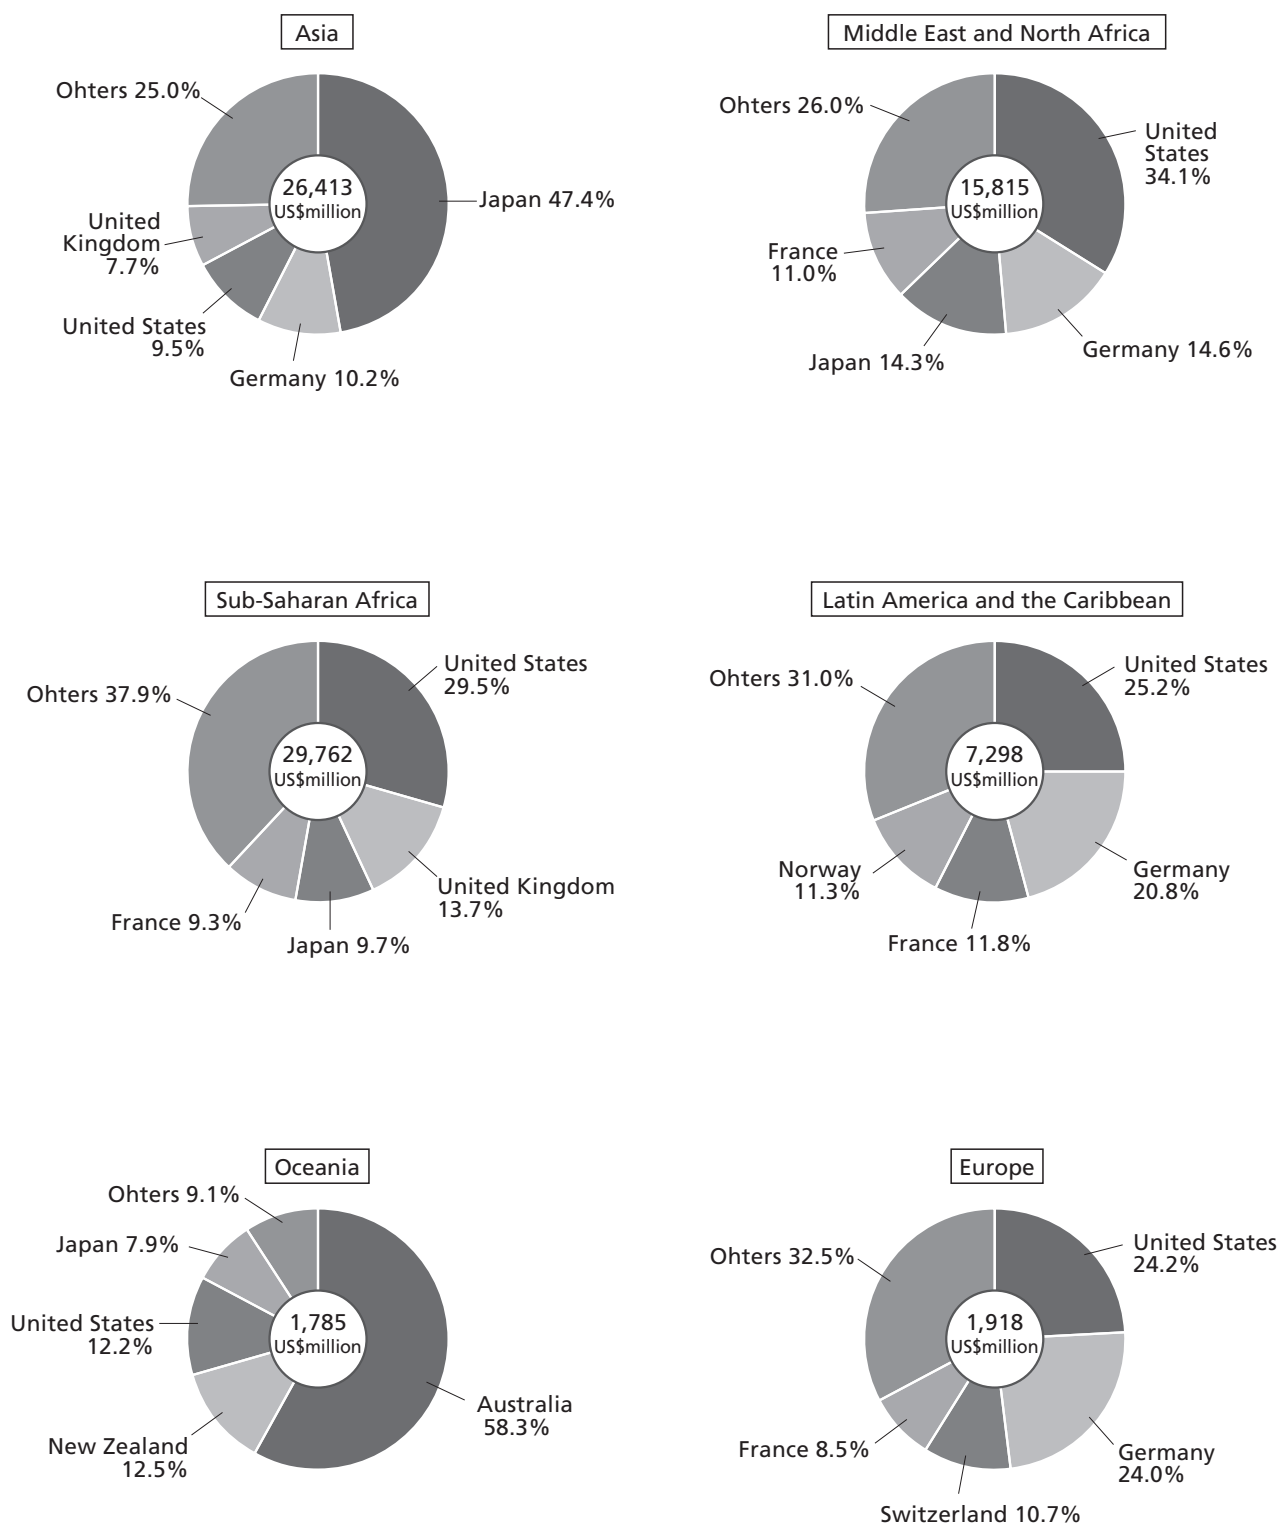 Asia
Ohters 25.0%
26,413
US$million
Japan 47.4%
United
Kingdom
7.7%
United States
9.5%
Germany 10.2%
Middle East and North Africa
Ohters 26.0%
United
States
34.1%
15,815
US$million
France
11.0%
Japan 14.3%
Germany 14.6%
Sub-Saharan Africa
United States
29.5%
Ohters 37.9%
29,762
US$million
United Kingdom
13.7%
France 9.3%
Japan 9.7%
Latin America and the Caribbean
United States
25.2%
Ohters 31.0%
7,298
US$million
Norway
11.3%
Germany
20.8%
France 11.8%
Oceania
Ohters 9.1%
Japan 7.9%
United States
12.2%
1,785
US$million
Australia
58.3%
New Zealand
12.5%
Europe
United States
24.2%
Ohters 32.5%
1,918
US$million
France 8.5%
Germany
24.0%
Switzerland 10.7%